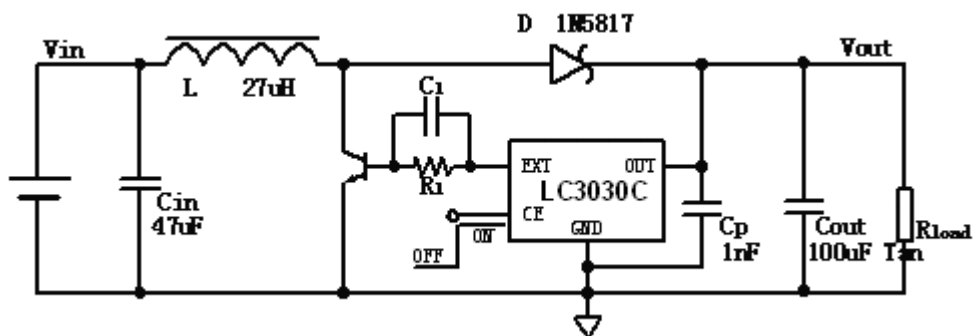 D 1N5817
Vin
Vout
L 27uH
C1
EXT OUT
R1
LC3030C
Cin
47uF
CE
GND
ON
OFF
Cp
1nF
Cout
100uF Tan
Rload